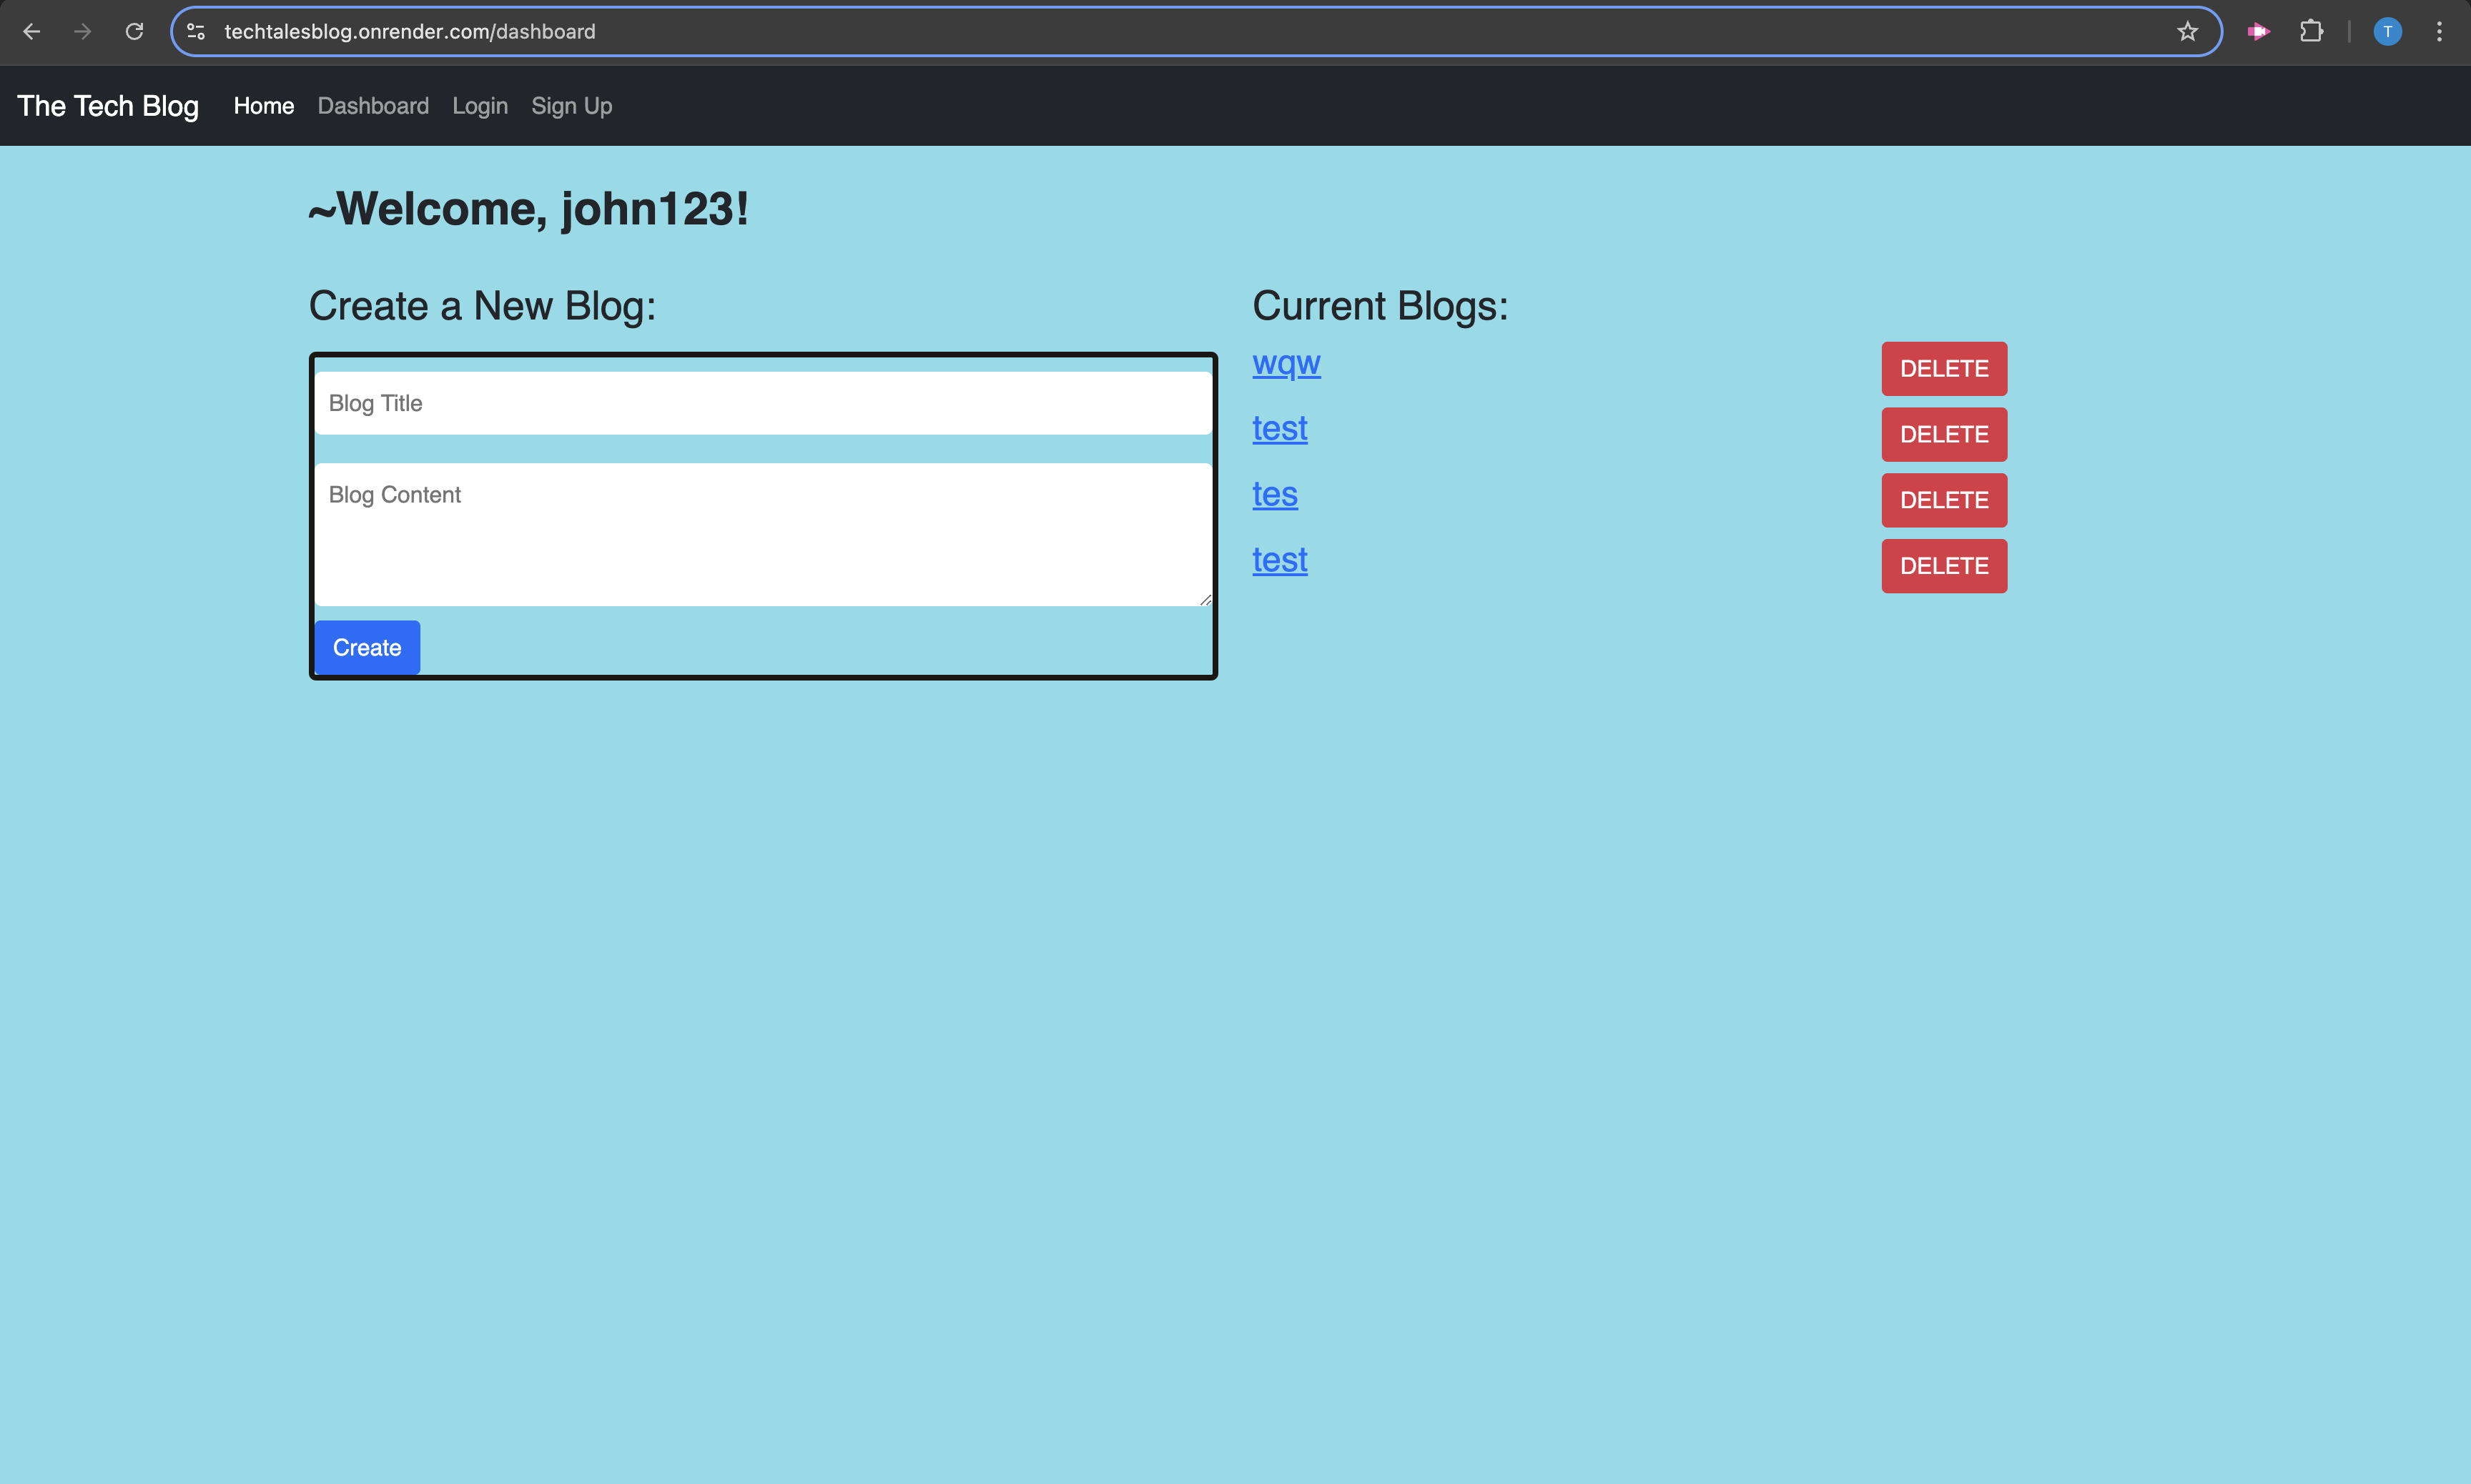 techtalesblog.onrender.com/dashboard
T
The Tech Blog Home Dashboard Login Sign Up
~Welcome, john123!
Create a New Blog:
Blog Title
Blog Content
Create
Current Blogs:
wqw DELETE
test DELETE
tes DELETE
test DELETE